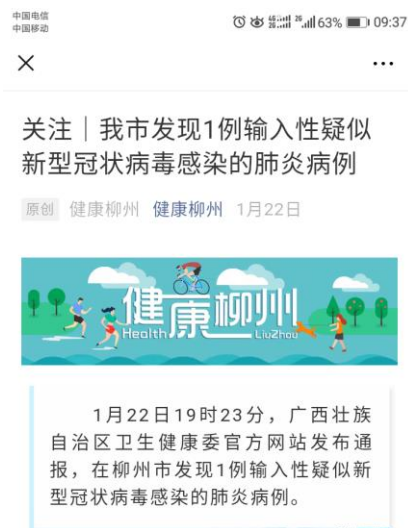 中国电信
中国移动
46 26 26 63% 09:37
关注｜我市发现1例输入性疑似
新型冠状病毒感染的肺炎病例
原创 健康柳州 健康柳州 1月22日
健康柳州
Health LiuZhou
1月22日19时23分，广西壮族
自治区卫生健康委官方网站发布通
报，在柳州市发现1例输入性疑似新
型冠状病毒感染的肺炎病例。